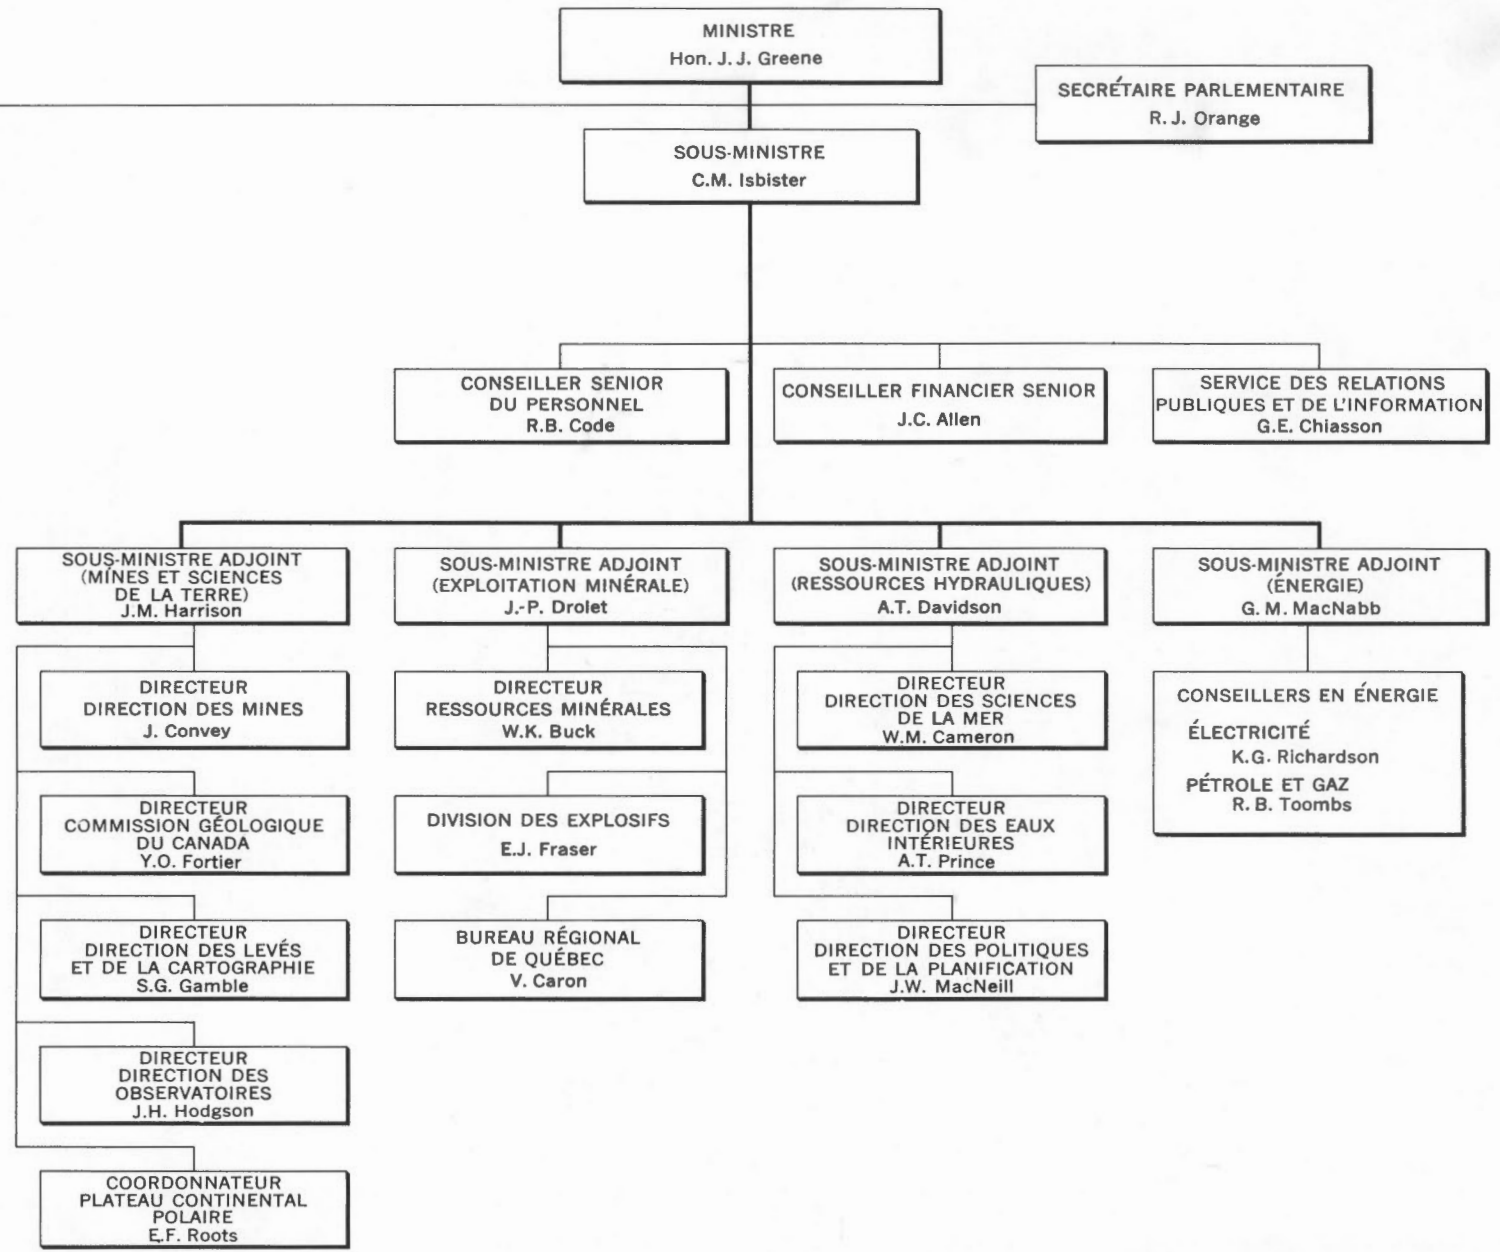 MINISTRE
Hon. J. J. Greene
SECRÉTAIRE PARLEMENTAIRE
R. J. Orange
SOUS-MINISTRE
C.M. Isbister
CONSEILLER SENIOR
DU PERSONNEL
R.B. Code
CONSEILLER FINANCIER SENIOR
J.C. Allen
SERVICE DES RELATIONS
PUBLIQUES ET DE L'INFORMATION
G.E. Chiasson
SOUS-MINISTRE ADJOINT
(MINES ET SCIENCES
DE LA TERRE)
J.M. Harrison
SOUS-MINISTRE ADJOINT
(EXPLOITATION MINÉRALE)
J.-P. Drolet
SOUS-MINISTRE ADJOINT
(RESSOURCES HYDRAULIQUES)
A.T. Davidson
SOUS-MINISTRE ADJOINT
(ÉNERGIE)
G. M. MacNabb
DIRECTEUR
DIRECTION DES MINES
J. Convey
DIRECTEUR
RESSOURCES MINÉRALES
W.K. Buck
DIRECTEUR
DIRECTION DES SCIENCES
DE LA MER
W.M. Cameron
CONSEILLERS EN ÉNERGIE
ÉLECTRICITÉ
K.G. Richardson
PÉTROLE ET GAZ
R. B. Toombs
DIRECTEUR
COMMISSION GÉOLOGIQUE
DU CANADA
Y.O. Fortier
DIVISION DES EXPLOSIFS
E.J. Fraser
DIRECTEUR
DIRECTION DES EAUX
INTÉRIEURES
A.T. Prince
DIRECTEUR
DIRECTION DES LEVÉS
ET DE LA CARTOGRAPHIE
S.G. Gamble
BUREAU RÉGIONAL
DE QUÉBEC
V. Caron
DIRECTEUR
DIRECTION DES POLITIQUES
ET DE LA PLANIFICATION
J.W. MacNeill
DIRECTEUR
DIRECTION DES
OBSERVATOIRES
J.H. Hodgson
COORDONNATEUR
PLATEAU CONTINENTAL
POLAIRE
E.F. Roots